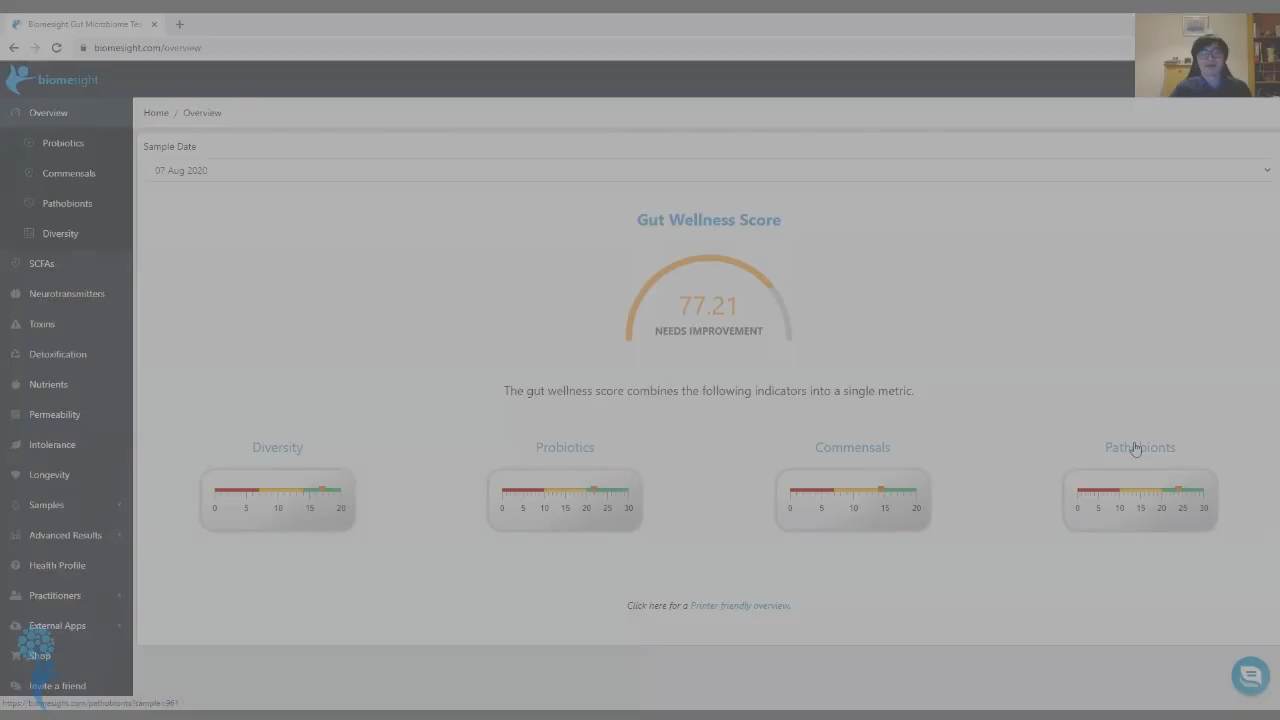 Biomesight Gut Microbiome Tes
biomesight.com/overview
biomesight
Overview
Probiotics
Commensals
Pathobionts
Diversity
SCFAs
Neurotransmitters
Toxins
Detoxification
Nutrients
Permeability
Intolerance
Longevity
Samples
Advanced Results
Health Profile
Practitioners
External Apps
Shop
Invite a friend
Home / Overview
Sample Date
07 Aug 2020
Gut Wellness Score
77.21
NEEDS IMPROVEMENT
The gut wellness score combines the following indicators into a single metric.
Diversity Probiotics Commensals Pathobionts
0 5 10 15 20 0 5 10 15 20 25 30 0 5 10 15 20 0 5 10 15 20 25 30
Click here for a Printer friendly overview.